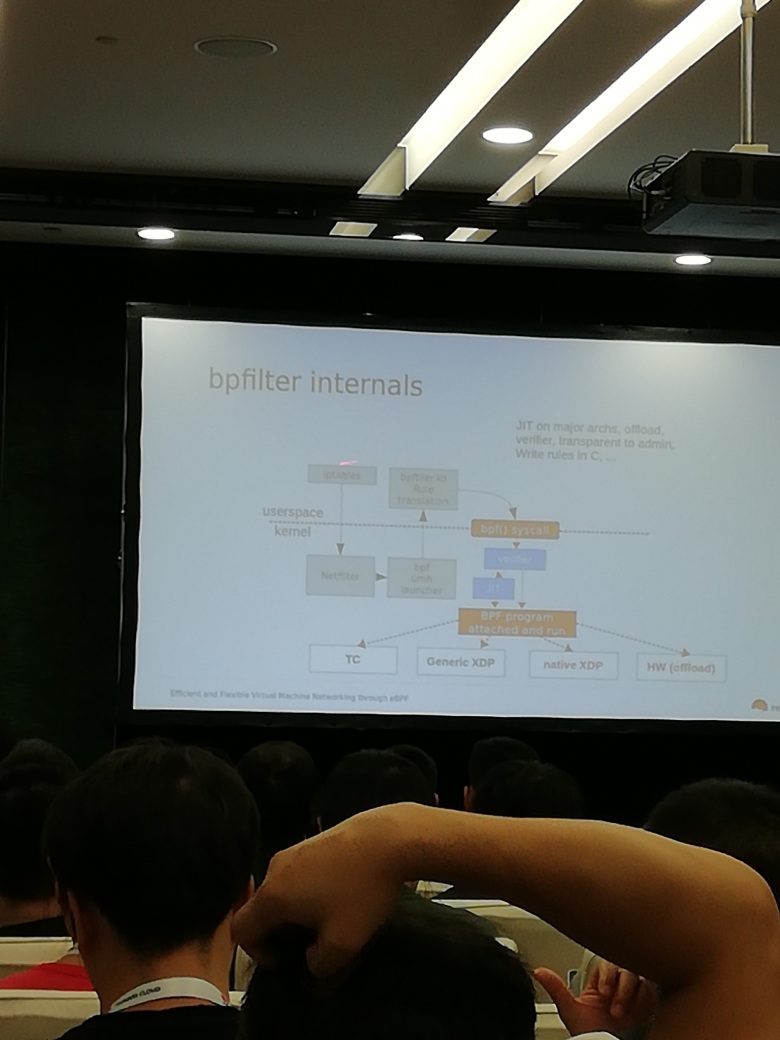 bpfilter internals
JIT on major archs, offload,
verifier, transparent to admin,
Write rules in C, ...
iptables
bpfilter.ko
Rule
translation
userspace
kernel
bpf() syscall
verifier
Netfilter
bpf
umh
launcher
JIT
BPF program
attached and run
TC
Generic XDP
native XDP
HW (offload)
Efficient and Flexible Virtual Machine Networking Through eBPF
CLOUD